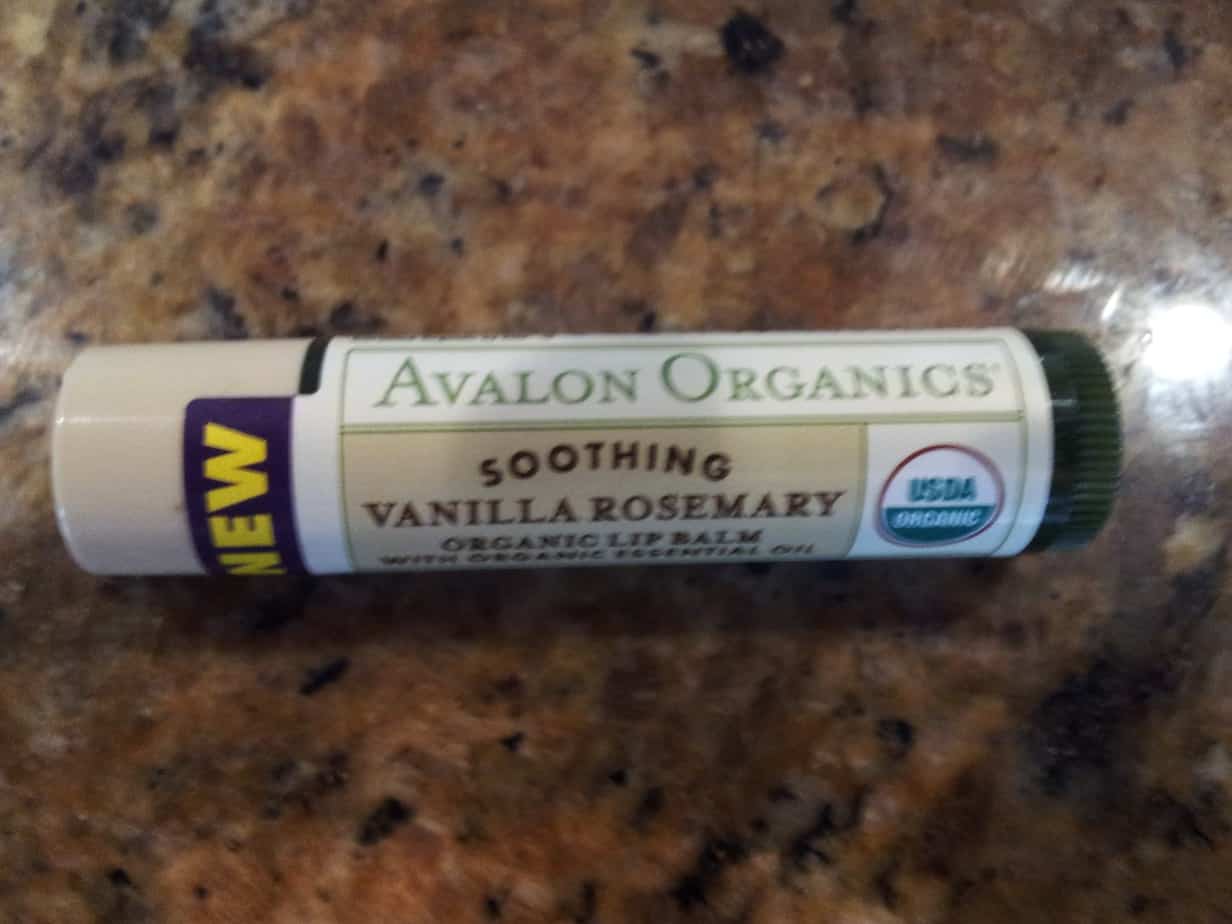 NEW
AVALON ORGANICS®
SOOTHING
VANILLA ROSEMARY
ORGANIC LIP BALM
WITH ORGANIC ESSENTIAL OIL
USDA
ORGANIC